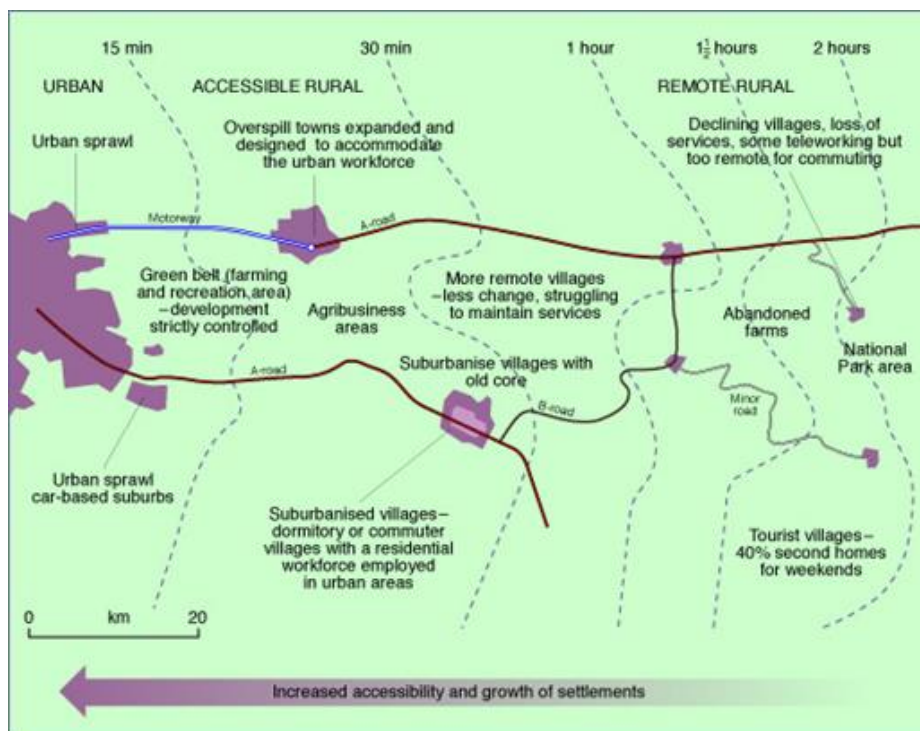 15 min
30 min
1 hour
1½ hours
2 hours
URBAN
ACCESSIBLE RURAL
REMOTE RURAL
Urban sprawl
Overspill towns expanded and
designed to accommodate
the urban workforce
Declining villages, loss of
services, some teleworking but
too remote for commuting
Motorway
A-road
Green belt (farming
and recreation area)
–development
strictly controlled
Agribusiness
areas
More remote villages
–less change, struggling
to maintain services
Abandoned
farms
National
Park area
A-road
Suburbanise villages with
old core
B-road
Minor
road
Urban sprawl
car-based suburbs
Suburbanised villages–
dormitory or commuter
villages with a residential
workforce employed
in urban areas
Tourist villages–
40% second homes
for weekends
0 km 20
Increased accessibility and growth of settlements